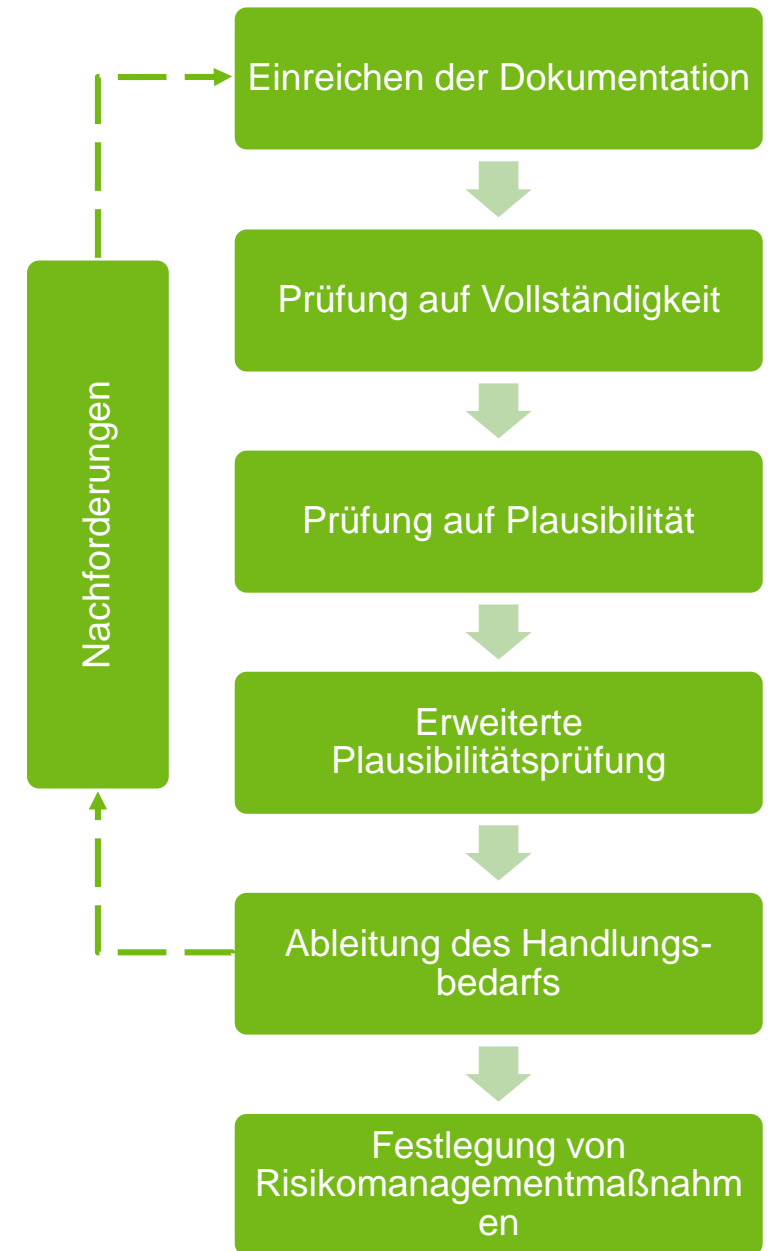 Einreichen der Dokumentation
Prüfung auf Vollständigkeit
Nachforderungen
Prüfung auf Plausibilität
Erweiterte
Plausibilitätsprüfung
Ableitung des Handlungs-
bedarfs
Festlegung von
Risikomanagementmaßnahm
en